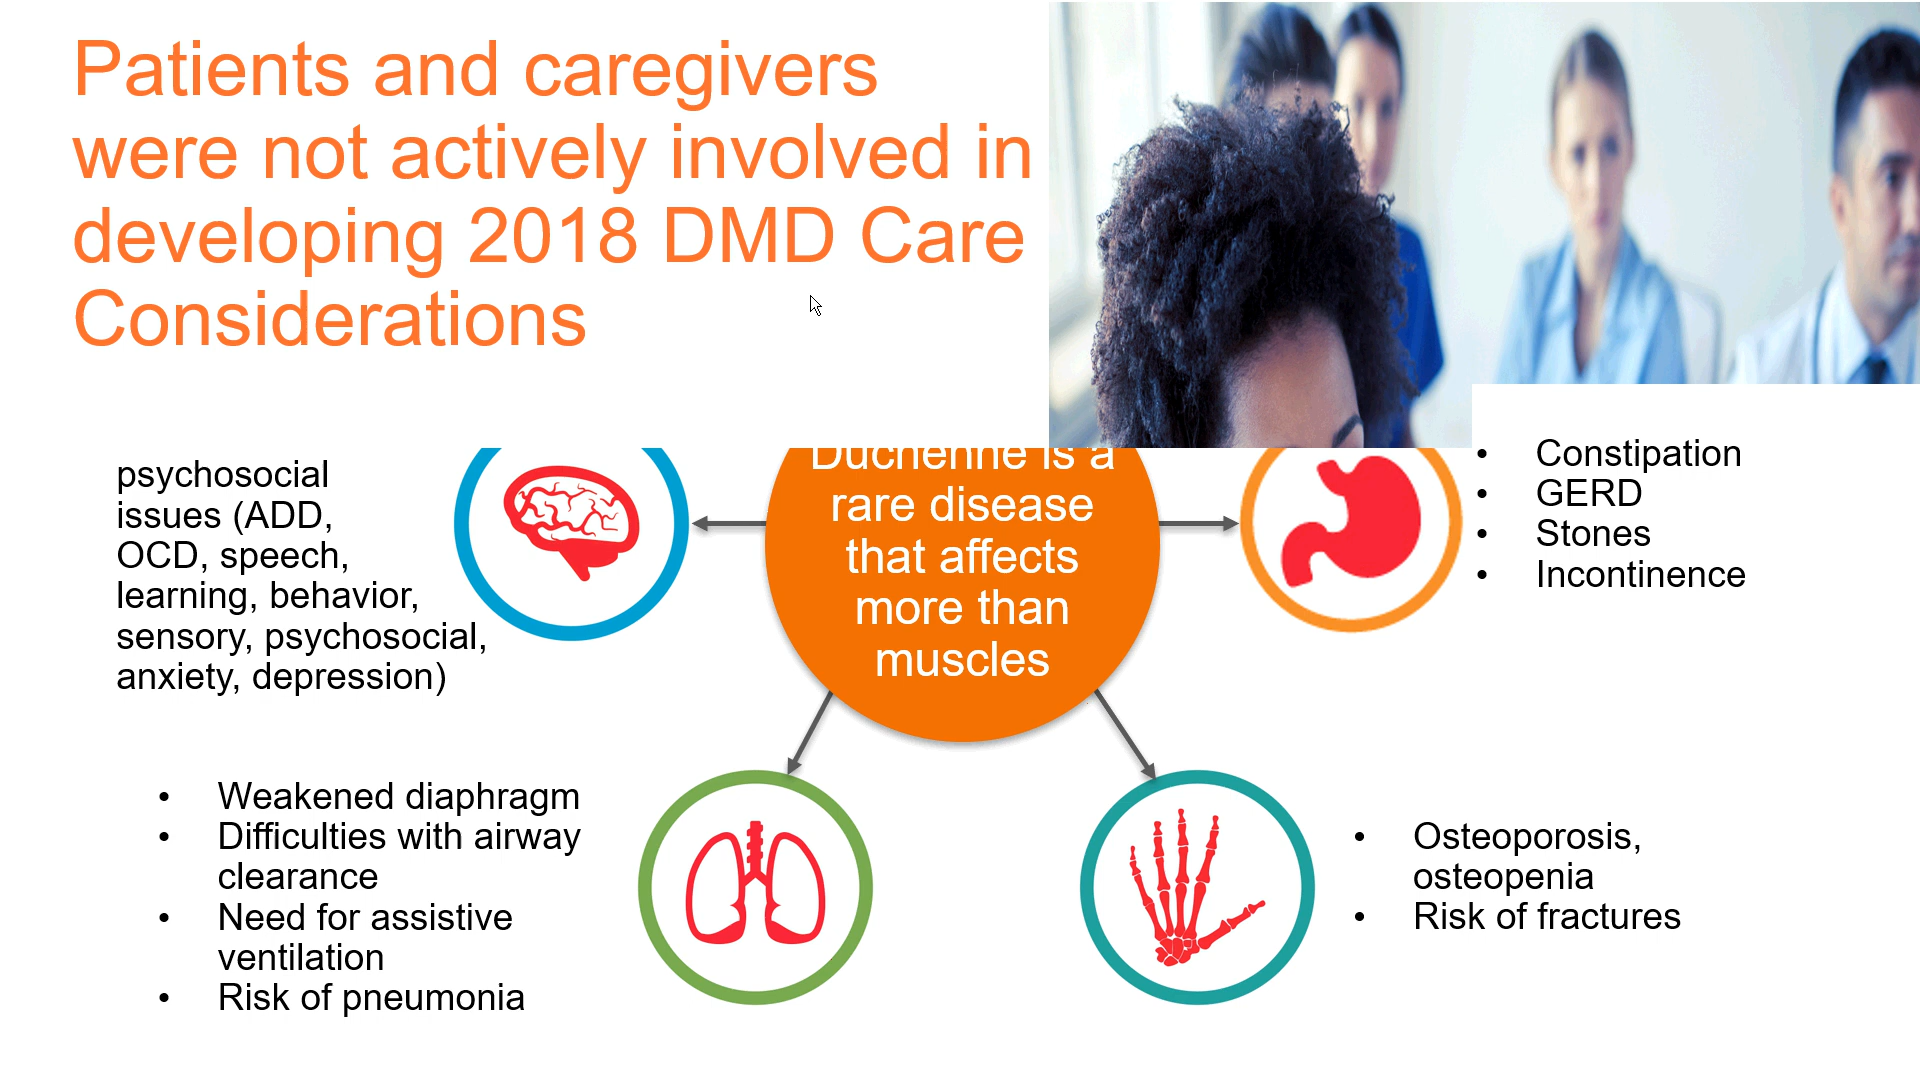 Patients and caregivers
were not actively involved in
developing 2018 DMD Care
Considerations
psychosocial
issues (ADD,
OCD, speech,
learning, behavior,
sensory, psychosocial,
anxiety, depression)
Duchenne is a
rare disease
that affects
more than
muscles
• Constipation
• GERD
• Stones
• Incontinence
• Weakened diaphragm
• Difficulties with airway
clearance
• Need for assistive
ventilation
• Risk of pneumonia
• Osteoporosis,
osteopenia
• Risk of fractures